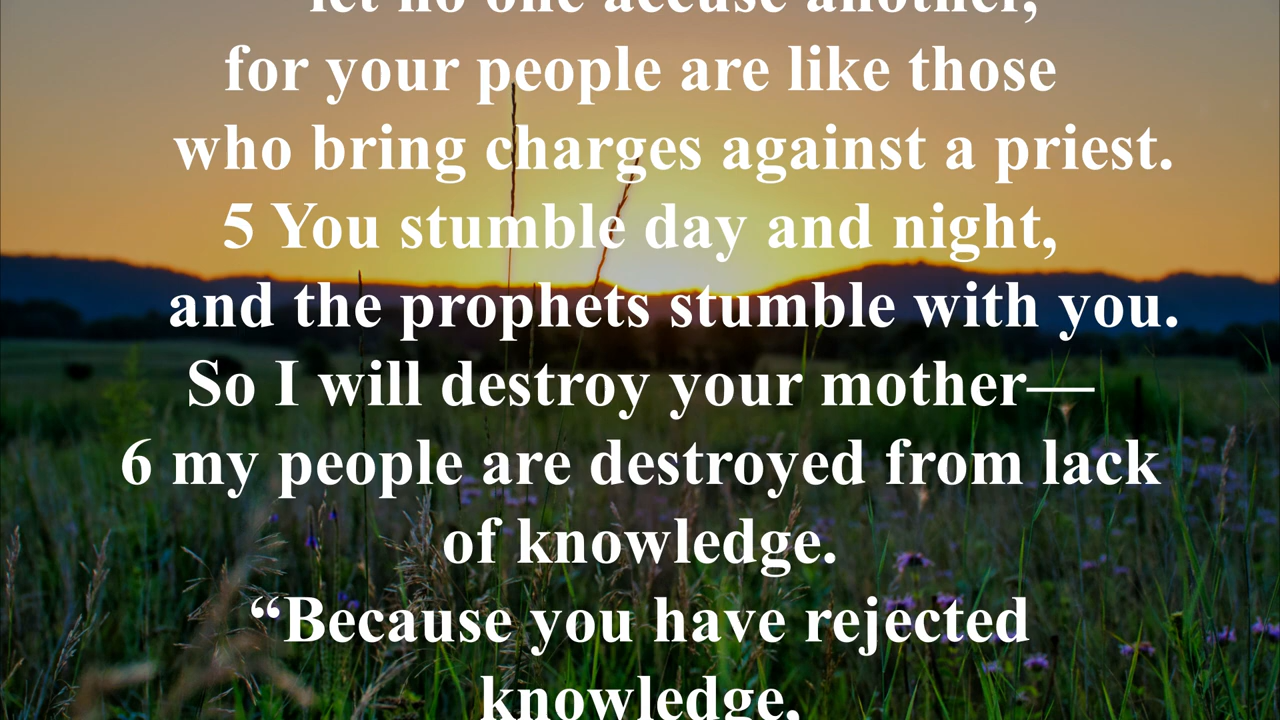 let no one accuse another,
for your people are like those
who bring charges against a priest.
5 You stumble day and night,
and the prophets stumble with you.
So I will destroy your mother—
6 my people are destroyed from lack
of knowledge.
“Because you have rejected
knowledge,